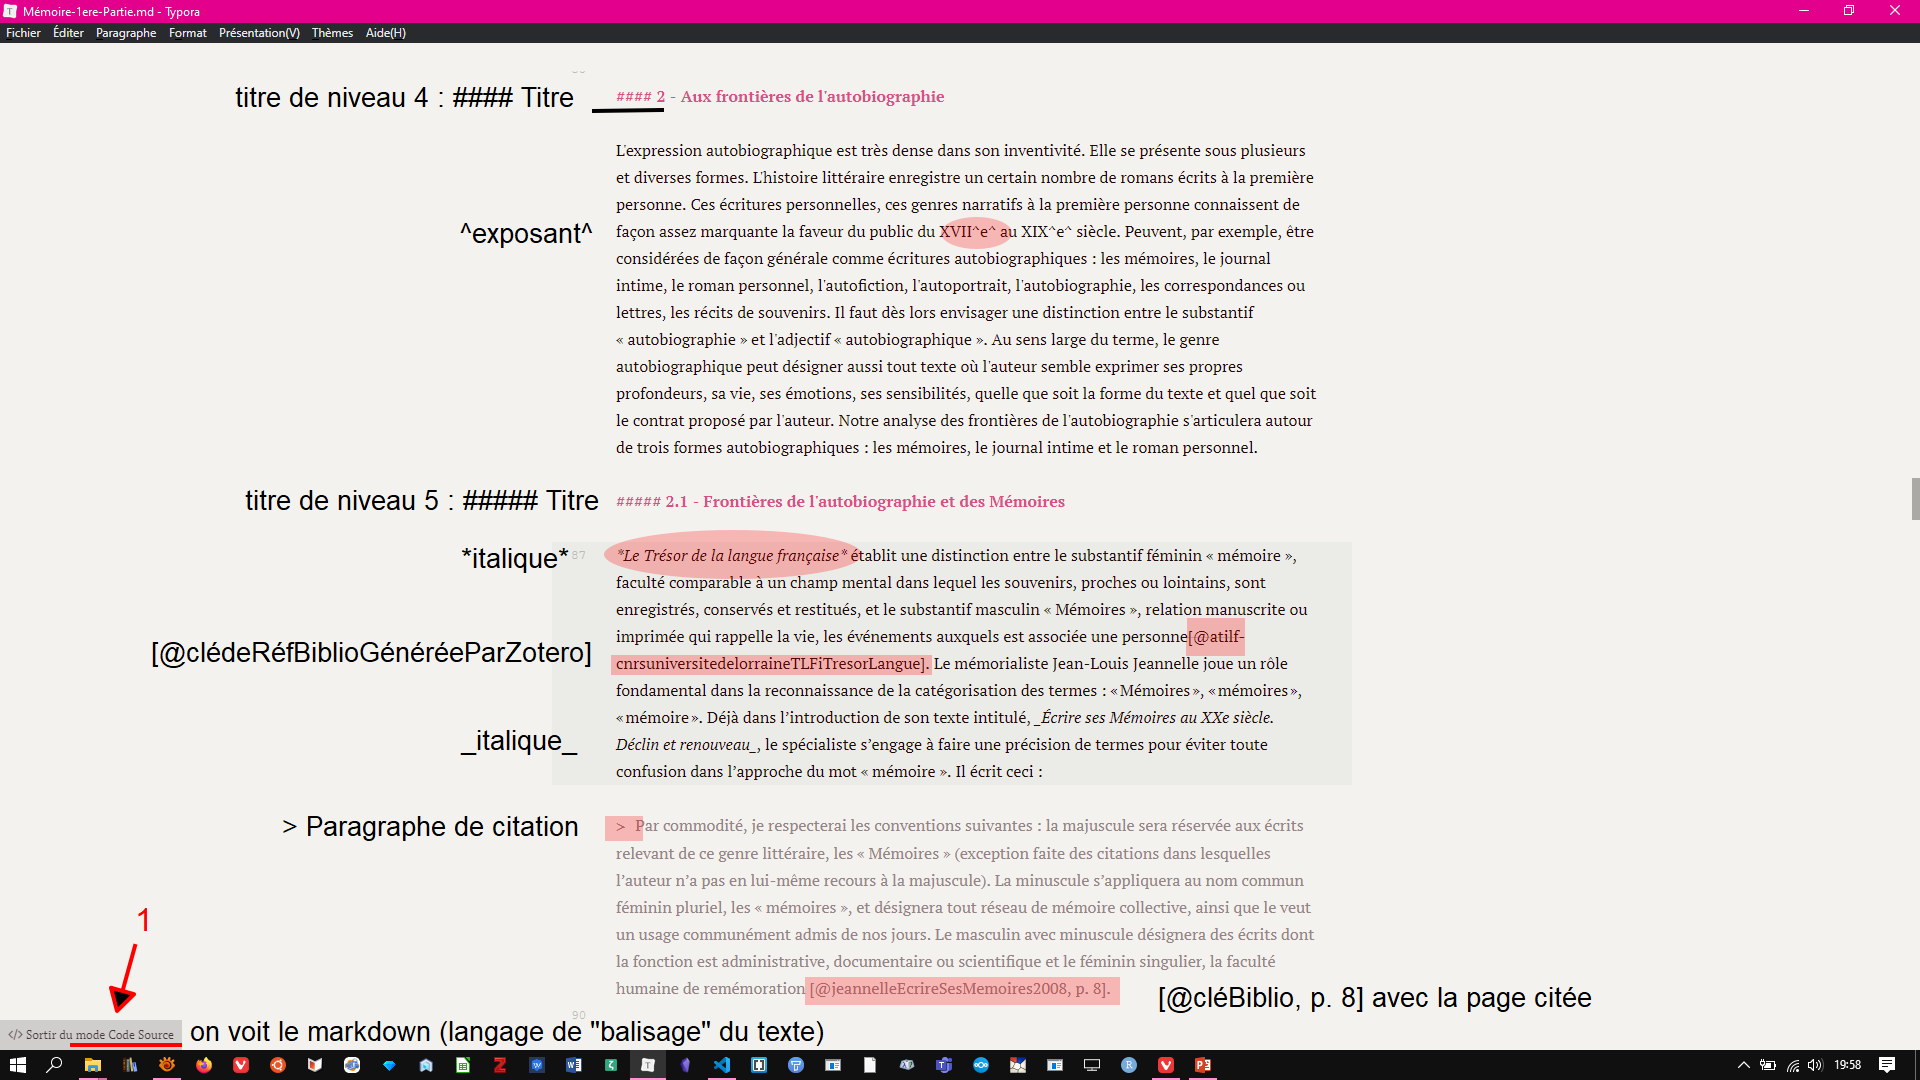 Mémoire-1ere-Partie.md - Typora
Fichier Éditer Paragraphe Format Présentation(V) Thèmes Aide(H)
titre de niveau 4 : #### Titre
#### 2 - Aux frontières de l'autobiographie
L'expression autobiographique est très dense dans son inventivité. Elle se présente sous plusieurs
et diverses formes. L'histoire littéraire enregistre un certain nombre de romans écrits à la première
personne. Ces écritures personnelles, ces genres narratifs à la première personne connaissent de
^exposant^
façon assez marquante la faveur du public du XVII^e^ au XIX^e^ siècle. Peuvent, par exemple, être
considérées de façon générale comme écritures autobiographiques : les mémoires, le journal
intime, le roman personnel, l'autofiction, l'autoportrait, l'autobiographie, les correspondances ou
lettres, les récits de souvenirs. Il faut dès lors envisager une distinction entre le substantif
« autobiographie » et l'adjectif « autobiographique ». Au sens large du terme, le genre
autobiographique peut désigner aussi tout texte où l'auteur semble exprimer ses propres
profondeurs, sa vie, ses émotions, ses sensibilités, quelle que soit la forme du texte et quel que soit
le contrat proposé par l'auteur. Notre analyse des frontières de l'autobiographie s'articulera autour
de trois formes autobiographiques : les mémoires, le journal intime et le roman personnel.
titre de niveau 5 : ##### Titre
##### 2.1 - Frontières de l'autobiographie et des Mémoires
*italique*
87
*Le Trésor de la langue française* établit une distinction entre le substantif féminin « mémoire »,
faculté comparable à un champ mental dans lequel les souvenirs, proches ou lointains, sont
enregistrés, conservés et restitués, et le substantif masculin « Mémoires », relation manuscrite ou
imprimée qui rappelle la vie, les événements auxquels est associée une personne[@atilf-
[@clédeRéfBiblioGénéréeParZotero]
cnrsuniversitedelorraineTLFiTresorLangue]. Le mémorialiste Jean-Louis Jeannelle joue un rôle
fondamental dans la reconnaissance de la catégorisation des termes : « Mémoires », « mémoires »,
« mémoire ». Déjà dans l’introduction de son texte intitulé, _Écrire ses Mémoires au XXe siècle.
_italique_
Déclin et renouveau_, le spécialiste s’engage à faire une précision de termes pour éviter toute
confusion dans l’approche du mot « mémoire ». Il écrit ceci :
> Paragraphe de citation
> Par commodité, je respecterai les conventions suivantes : la majuscule sera réservée aux écrits
relevant de ce genre littéraire, les « Mémoires » (exception faite des citations dans lesquelles
l’auteur n’a pas en lui-même recours à la majuscule). La minuscule s’appliquera au nom commun
féminin pluriel, les « mémoires », et désignera tout réseau de mémoire collective, ainsi que le veut
un usage communément admis de nos jours. Le masculin avec minuscule désignera des écrits dont
la fonction est administrative, documentaire ou scientifique et le féminin singulier, la faculté
humaine de remémoration [@jeannelleEcrireSesMemoires2008, p. 8].
[@cléBiblio, p. 8] avec la page citée
1
90
</> Sortir du mode Code Source
on voit le markdown (langage de "balisage" du texte)
19:58